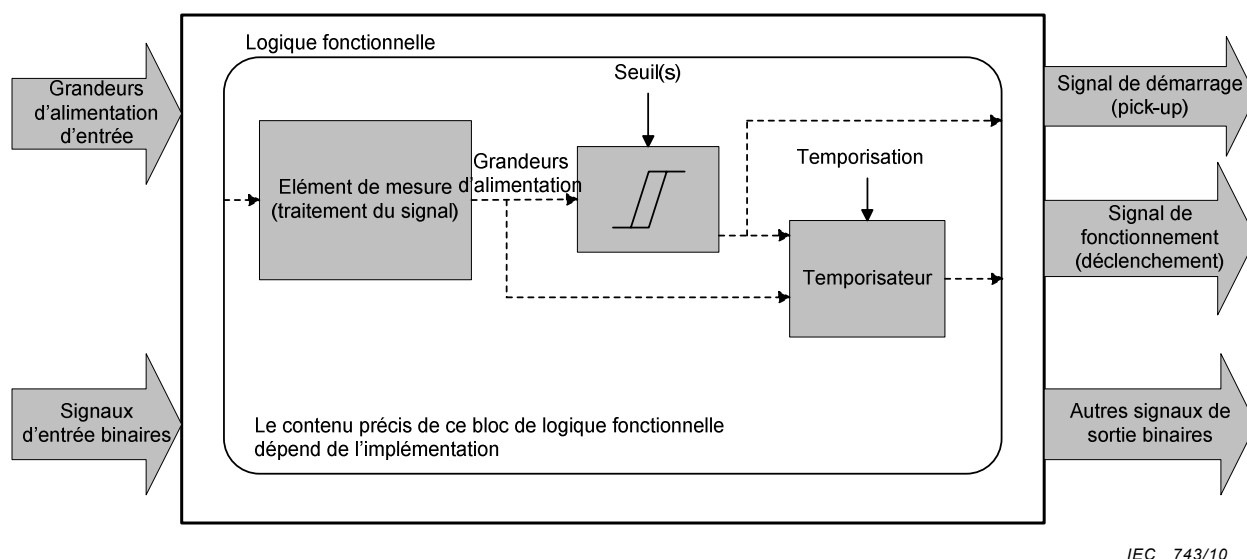 Logique fonctionnelle
Grandeurs
d'alimentation
d'entrée
Seuil(s)
Signal de démarrage
(pick-up)
Elément de mesure
(traitement du signal)
Grandeurs
d'alimentation
Temporisation
Temporisateur
Signal de
fonctionnement
(déclenchement)
Signaux
d'entrée binaires
Le contenu précis de ce bloc de logique fonctionnelle
dépend de l'implémentation
Autres signaux de
sortie binaires
IEC 743/10